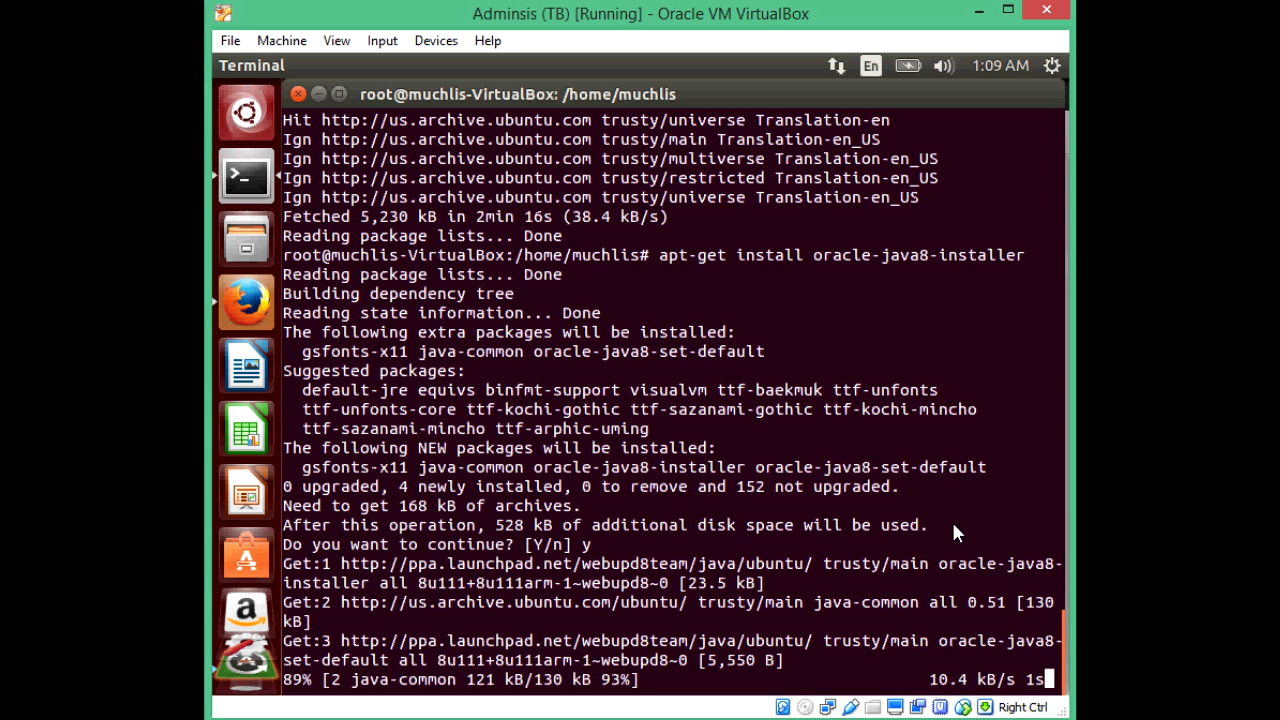 Adminsis (TB) [Running] - Oracle VM VirtualBox
File Machine View Input Devices Help
Terminal En 1:09 AM
root@muchlis-VirtualBox: /home/muchlis
Hit http://us.archive.ubuntu.com trusty/universe Translation-en
Ign http://us.archive.ubuntu.com trusty/main Translation-en_US
Ign http://us.archive.ubuntu.com trusty/multiverse Translation-en_US
Ign http://us.archive.ubuntu.com trusty/restricted Translation-en_US
Ign http://us.archive.ubuntu.com trusty/universe Translation-en_US
Fetched 5,230 kB in 2min 16s (38.4 kB/s)
Reading package lists... Done
root@muchlis-VirtualBox:/home/muchlis# apt-get install oracle-java8-installer
Reading package lists... Done
Building dependency tree
Reading state information... Done
The following extra packages will be installed:
  gsfonts-x11 java-common oracle-java8-set-default
Suggested packages:
  default-jre equivs binfmt-support visualvm ttf-baekmuk ttf-unfonts
  ttf-unfonts-core ttf-kochi-gothic ttf-sazanami-gothic ttf-kochi-mincho
  ttf-sazanami-mincho ttf-arphic-uming
The following NEW packages will be installed:
  gsfonts-x11 java-common oracle-java8-installer oracle-java8-set-default
0 upgraded, 4 newly installed, 0 to remove and 152 not upgraded.
Need to get 168 kB of archives.
After this operation, 528 kB of additional disk space will be used.
Do you want to continue? [Y/n] y
Get:1 http://ppa.launchpad.net/webupd8team/java/ubuntu/ trusty/main oracle-java8-
installer all 8u111+8u111arm-1~webupd8~0 [23.5 kB]
Get:2 http://us.archive.ubuntu.com/ubuntu/ trusty/main java-common all 0.51 [130
kB]
Get:3 http://ppa.launchpad.net/webupd8team/java/ubuntu/ trusty/main oracle-java8-
set-default all 8u111+8u111arm-1~webupd8~0 [5,550 B]
89% [2 java-common 121 kB/130 kB 93%] 10.4 kB/s 1s
Right Ctrl